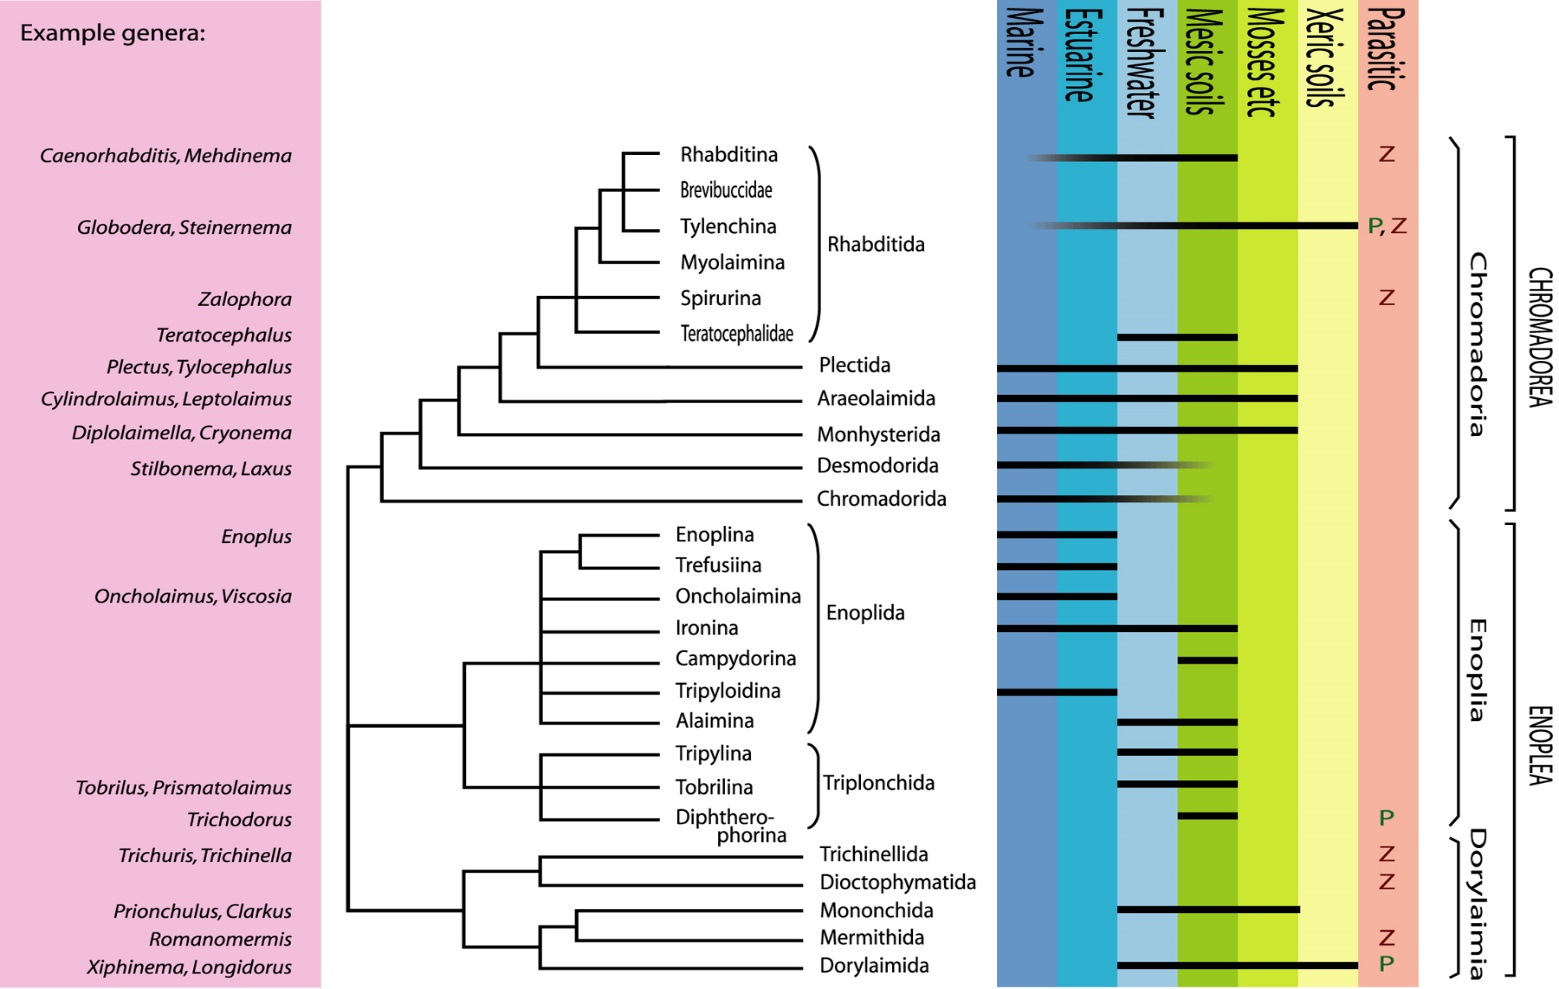 Example genera:
Marine
Estuarine
Freshwater
Mesic soils
Mosses etc
Xeric soils
Parasitic
Caenorhabditis, Mehdinema
Rhabditina
Z
Brevibuccidae
Globodera, Steinernema
Tylenchina
P, Z
Rhabditida
Myolaimina
Zalophora
Spirurina
Z
Teratocephalus
Teratocephalidae
Plectus, Tylocephalus
Plectida
Cylindrolaimus, Leptolaimus
Araeolaimida
Diplolaimella, Cryonema
Monhysterida
Stilbonema, Laxus
Desmodorida
Chromadorida
Chromadoria
CHROMADOREA
Enoplus
Enoplina
Trefusiina
Oncholaimus, Viscosia
Oncholaimina
Enoplida
Ironina
Campydorina
Tripyloidina
Alaimina
Enoplia
ENOPLEA
Tripylina
Tobrilus, Prismatolaimus
Tobrilina
Triplonchida
Trichodorus
Diphthero-
phorina
P
Trichuris, Trichinella
Trichinellida
Z
Dioctophymatida
Z
Prionchulus, Clarkus
Mononchida
Romanomermis
Mermithida
Z
Xiphinema, Longidorus
Dorylaimida
P
Dorylaimia